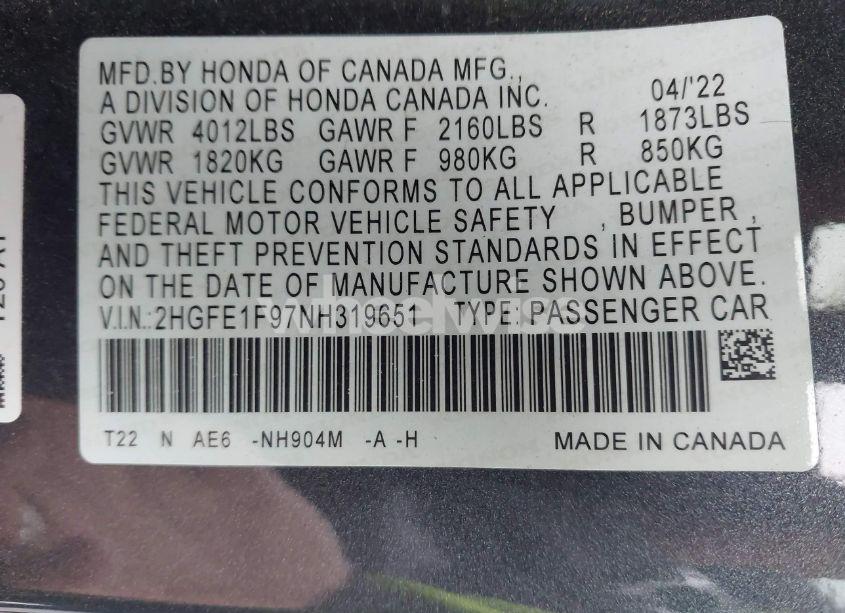 MFD.BY HONDA OF CANADA MFG.,
A DIVISION OF HONDA CANADA INC. 04/'22
GVWR 4012LBS GAWR F 2160LBS R 1873LBS
GVWR 1820KG GAWR F 980KG R 850KG
THIS VEHICLE CONFORMS TO ALL APPLICABLE
FEDERAL MOTOR VEHICLE SAFETY , BUMPER ,
AND THEFT PREVENTION STANDARDS IN EFFECT
ON THE DATE OF MANUFACTURE SHOWN ABOVE.
V.I.N.:2HGFE1F97NH319651 TYPE: PASSENGER CAR
T22 N AE6 -NH904M -A -H MADE IN CANADA